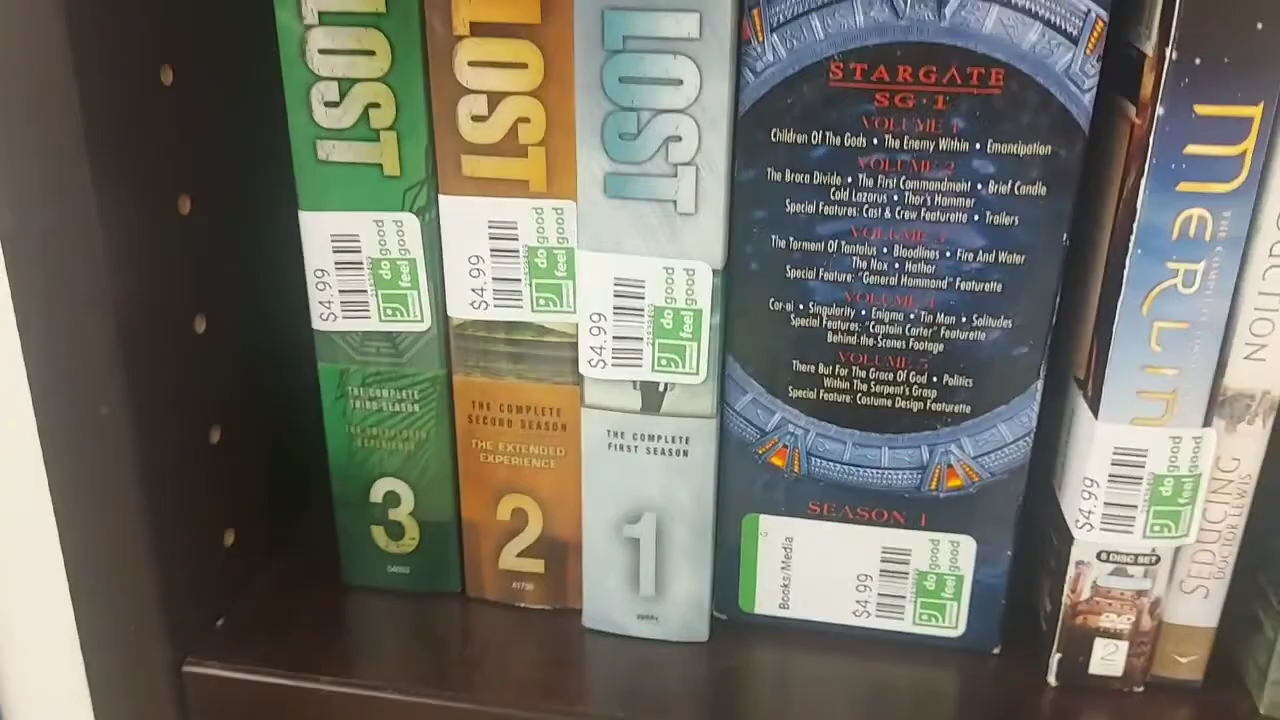 LOST
$4.99
do good
feel good
THE COMPLETE
THIRD SEASON
THE UNEXPLORED
EXPERIENCE
3
LOST
$4.99
do good
feel good
THE COMPLETE
SECOND SEASON
THE EXTENDED
EXPERIENCE
2
LOST
$4.99
do good
feel good
THE COMPLETE
FIRST SEASON
1
STARGATE
SG·1
VOLUME 1
Children Of The Gods • The Enemy Within • Emancipation
VOLUME 2
The Broca Divide • The First Commandment • Brief Candle
Cold Lazarus • Thor's Hammer
Special Features: Cast & Crew Featurette • Trailers
VOLUME 3
The Torment Of Tantalus • Bloodlines • Fire And Water
The Nox • Hathor
Special Feature: "General Hammond" Featurette
VOLUME 4
Cor-ai • Singularity • Enigma • Tin Man • Solitudes
Special Features: "Captain Carter" Featurette
Behind-the-Scenes Footage
VOLUME 5
There But For The Grace Of God • Politics
Within The Serpent's Grasp
Special Feature: Costume Design Featurette
SEASON 1
G
Books/Media
$4.99
do good
feel good
MERLIN
$4.99
do good
feel good
5 DISC SET
2
SEDUCING
DOCTOR LEWIS